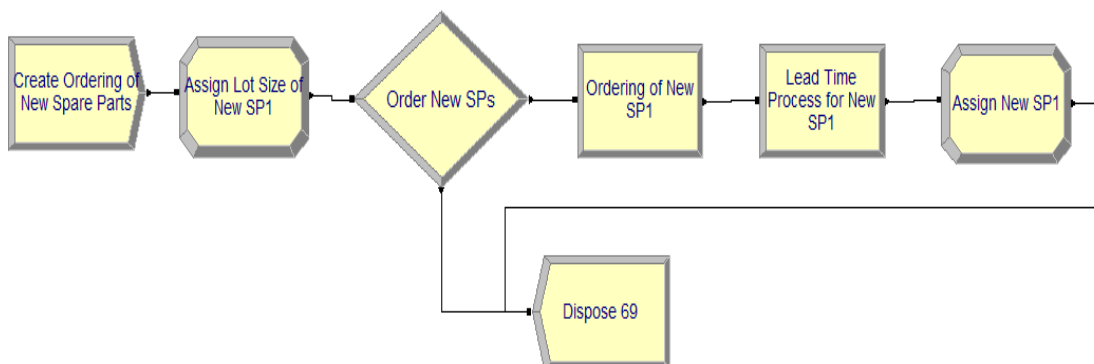 Create Ordering of
New Spare Parts
Assign Lot Size of
New SP1
Order New SPs
Ordering of New
SP1
Lead Time
Process for New
SP1
Assign New SP1
Dispose 69